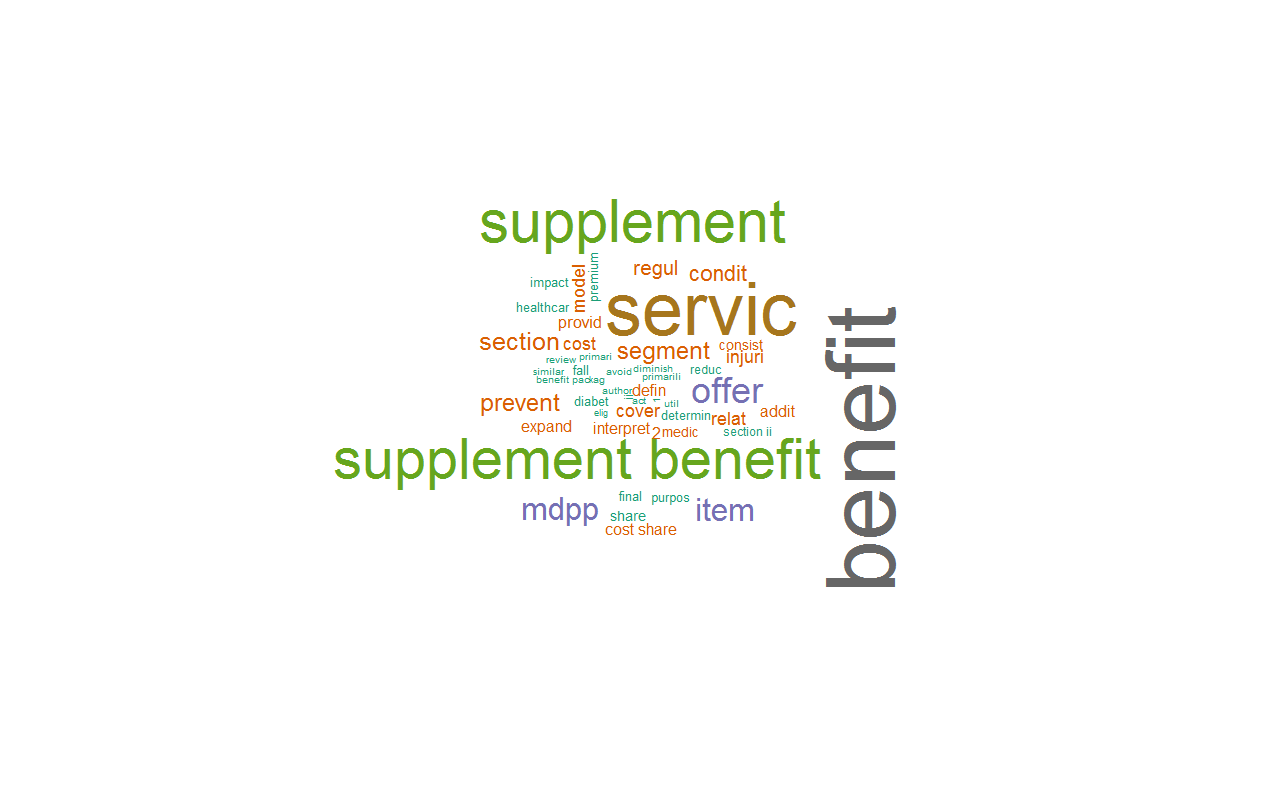 supplement
regul
condit
impact
model
premium
healthcar
servic
provid
section
cost
segment
consist
injuri
review
primari
similar
fall
avoid
diminish
reduc
benefit packag
primarili
author
defin
offer
prevent
diabet
iii
act
1
util
elig
cover
determin
relat
addit
expand
interpret
2
medic
section ii
supplement benefit
benefit
mdpp
final
purpos
item
share
cost share